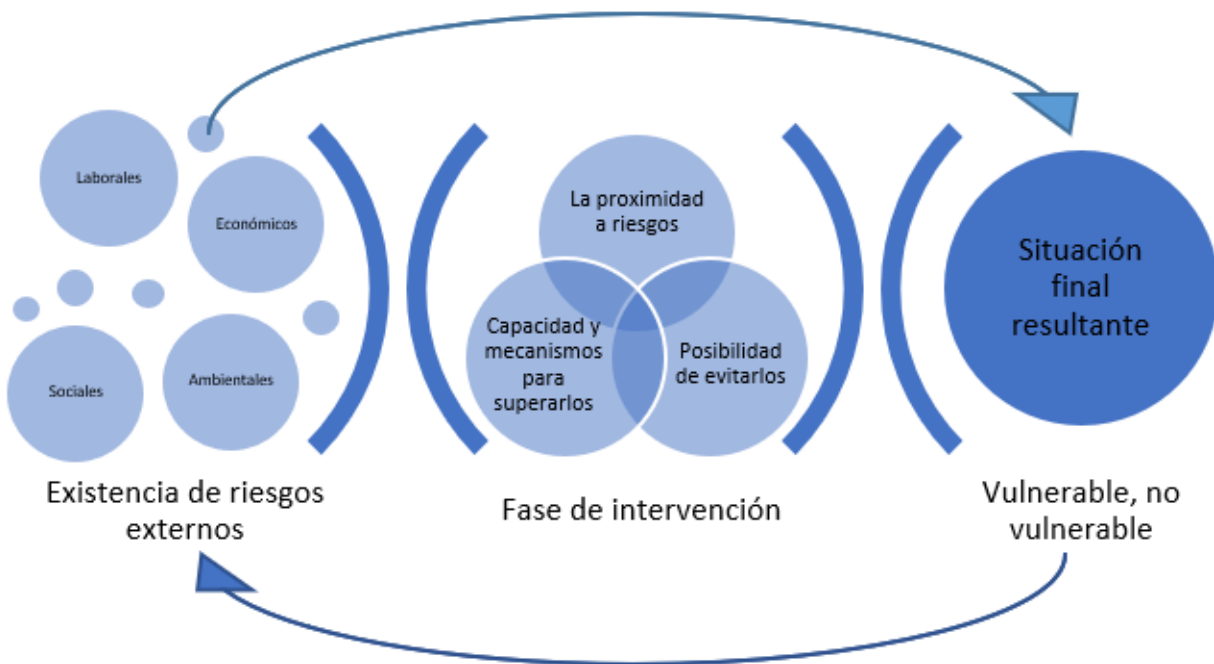 Laborales
Económicos
Sociales
Ambientales
Existencia de riesgos
externos
La proximidad
a riesgos
Capacidad y
mecanismos
para
superarlos
Posibilidad
de evitarlos
Fase de intervención
Situación
final
resultante
Vulnerable, no
vulnerable